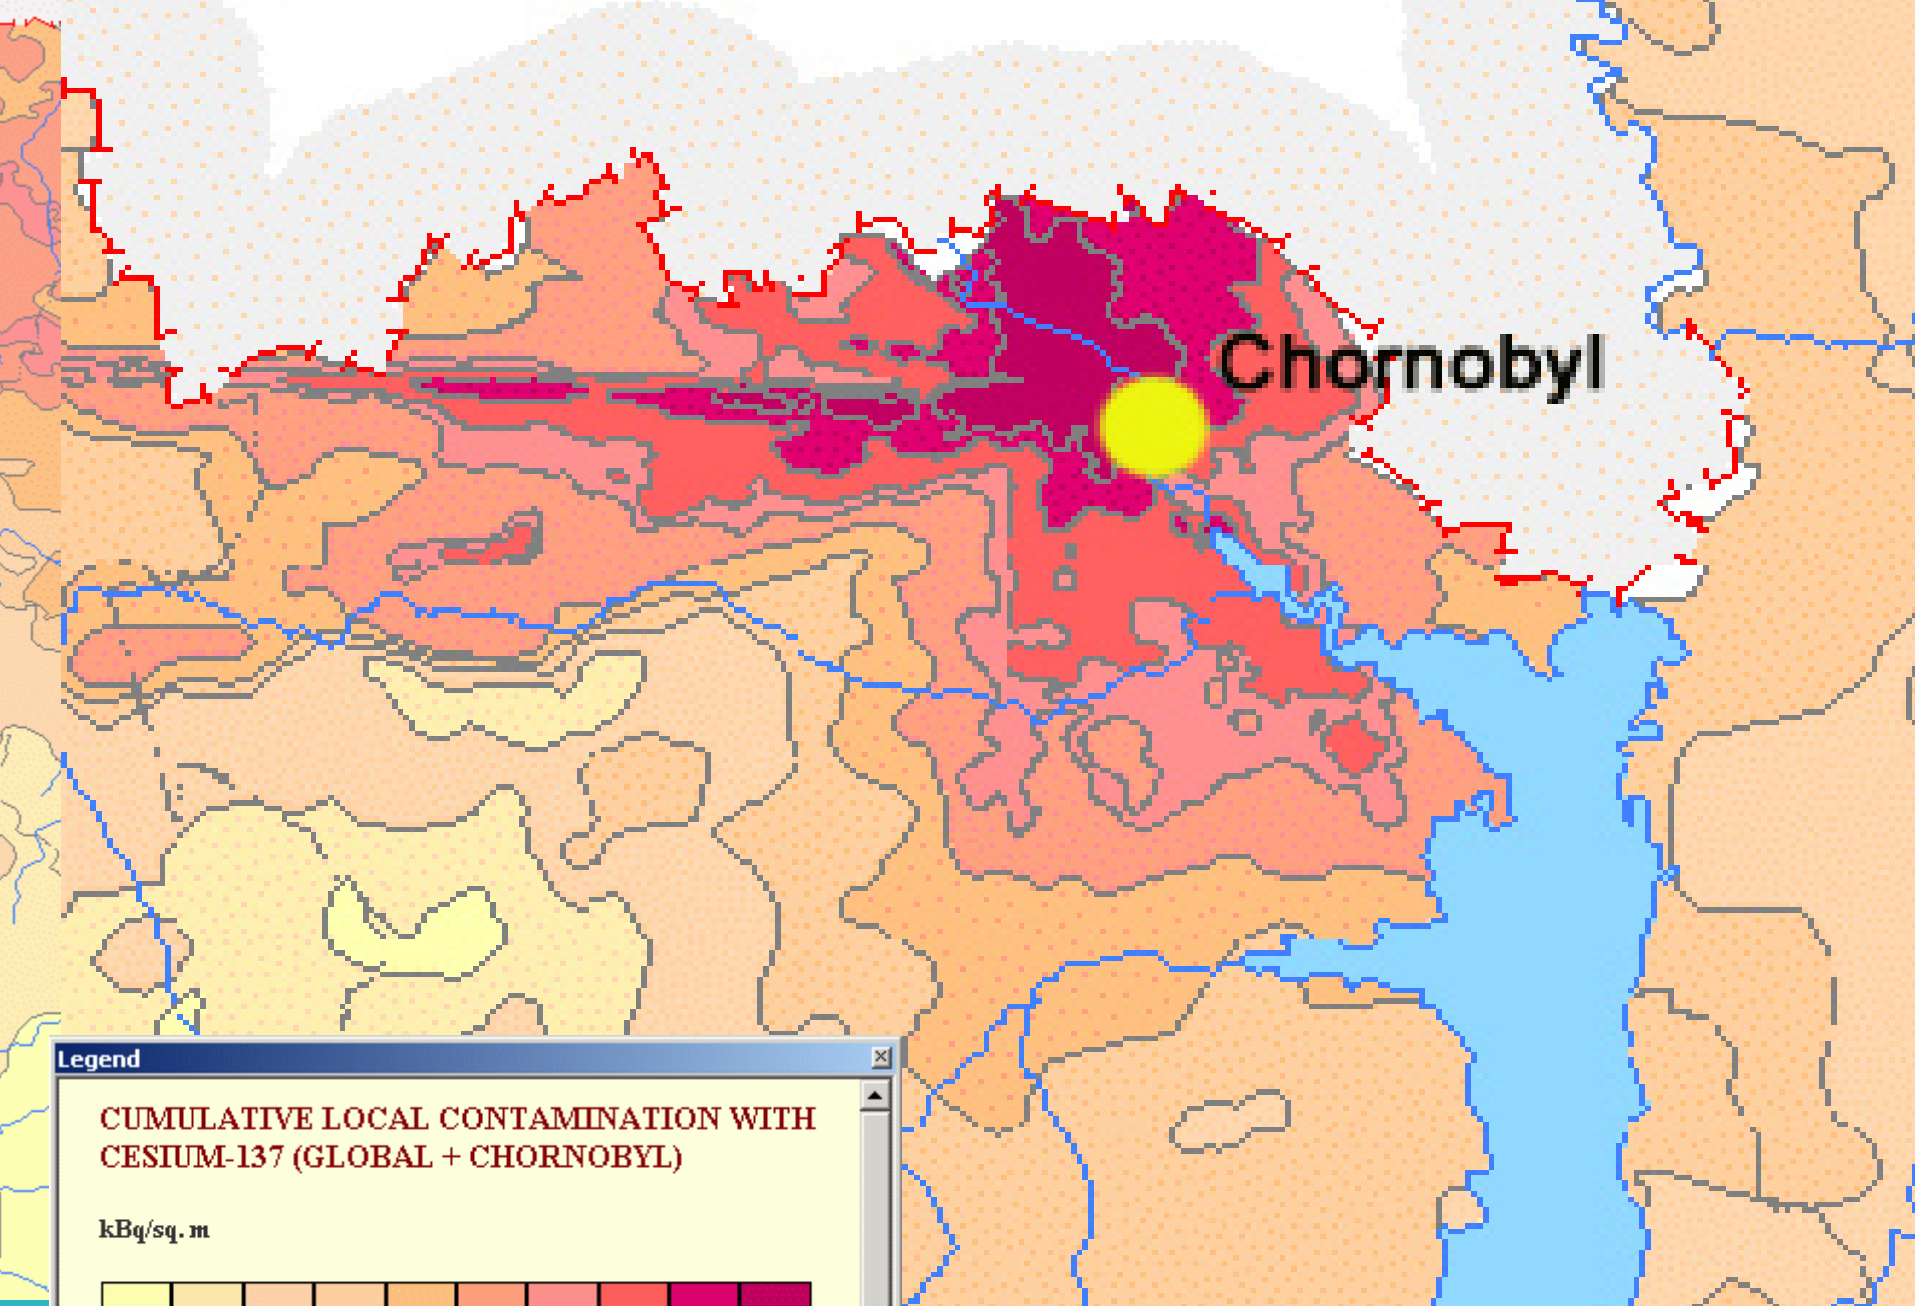 Chornobyl
Legend
CUMULATIVE LOCAL CONTAMINATION WITH
CESIUM-137 (GLOBAL + CHORNOBYL)
kBq/sq. m